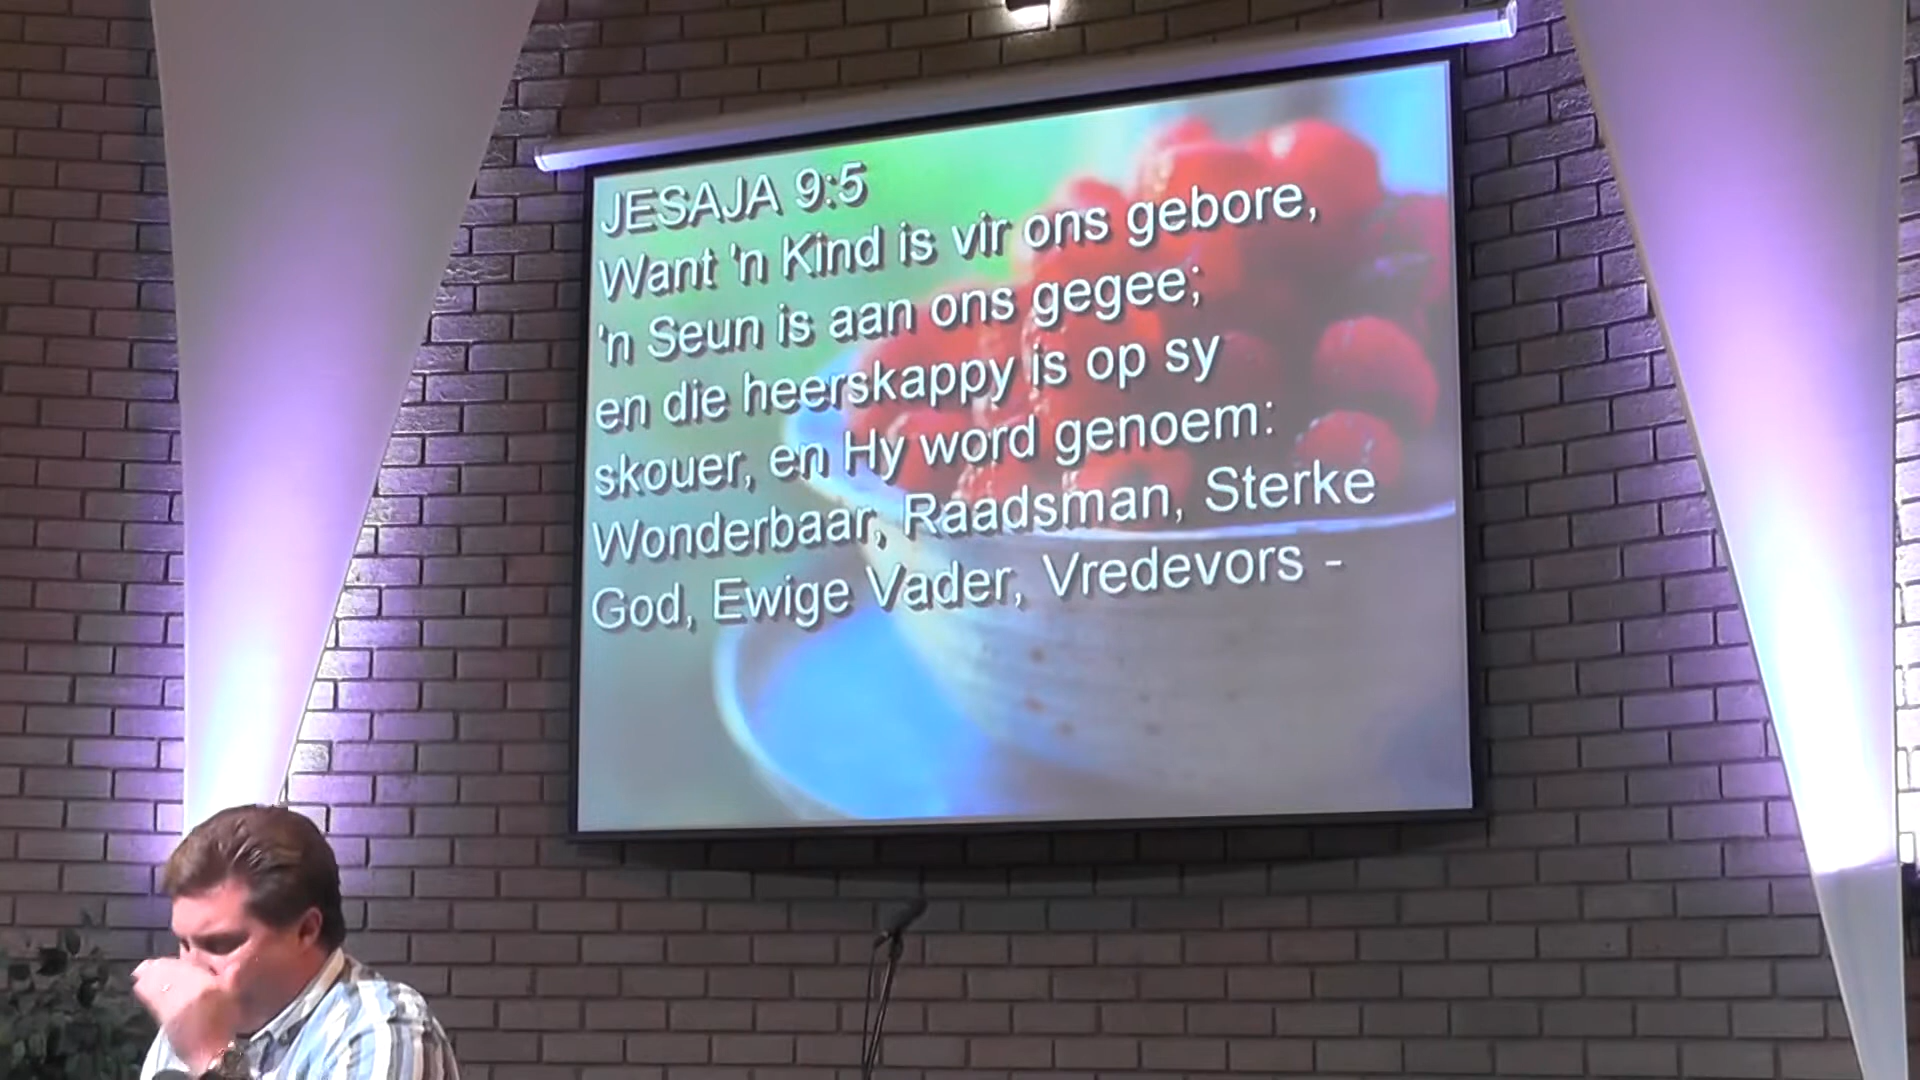 JESAJA 9:5
Want 'n Kind is vir ons gebore,
'n Seun is aan ons gegee;
en die heerskappy is op sy
skouer, en Hy word genoem:
Wonderbaar, Raadsman, Sterke
God, Ewige Vader, Vredevors -